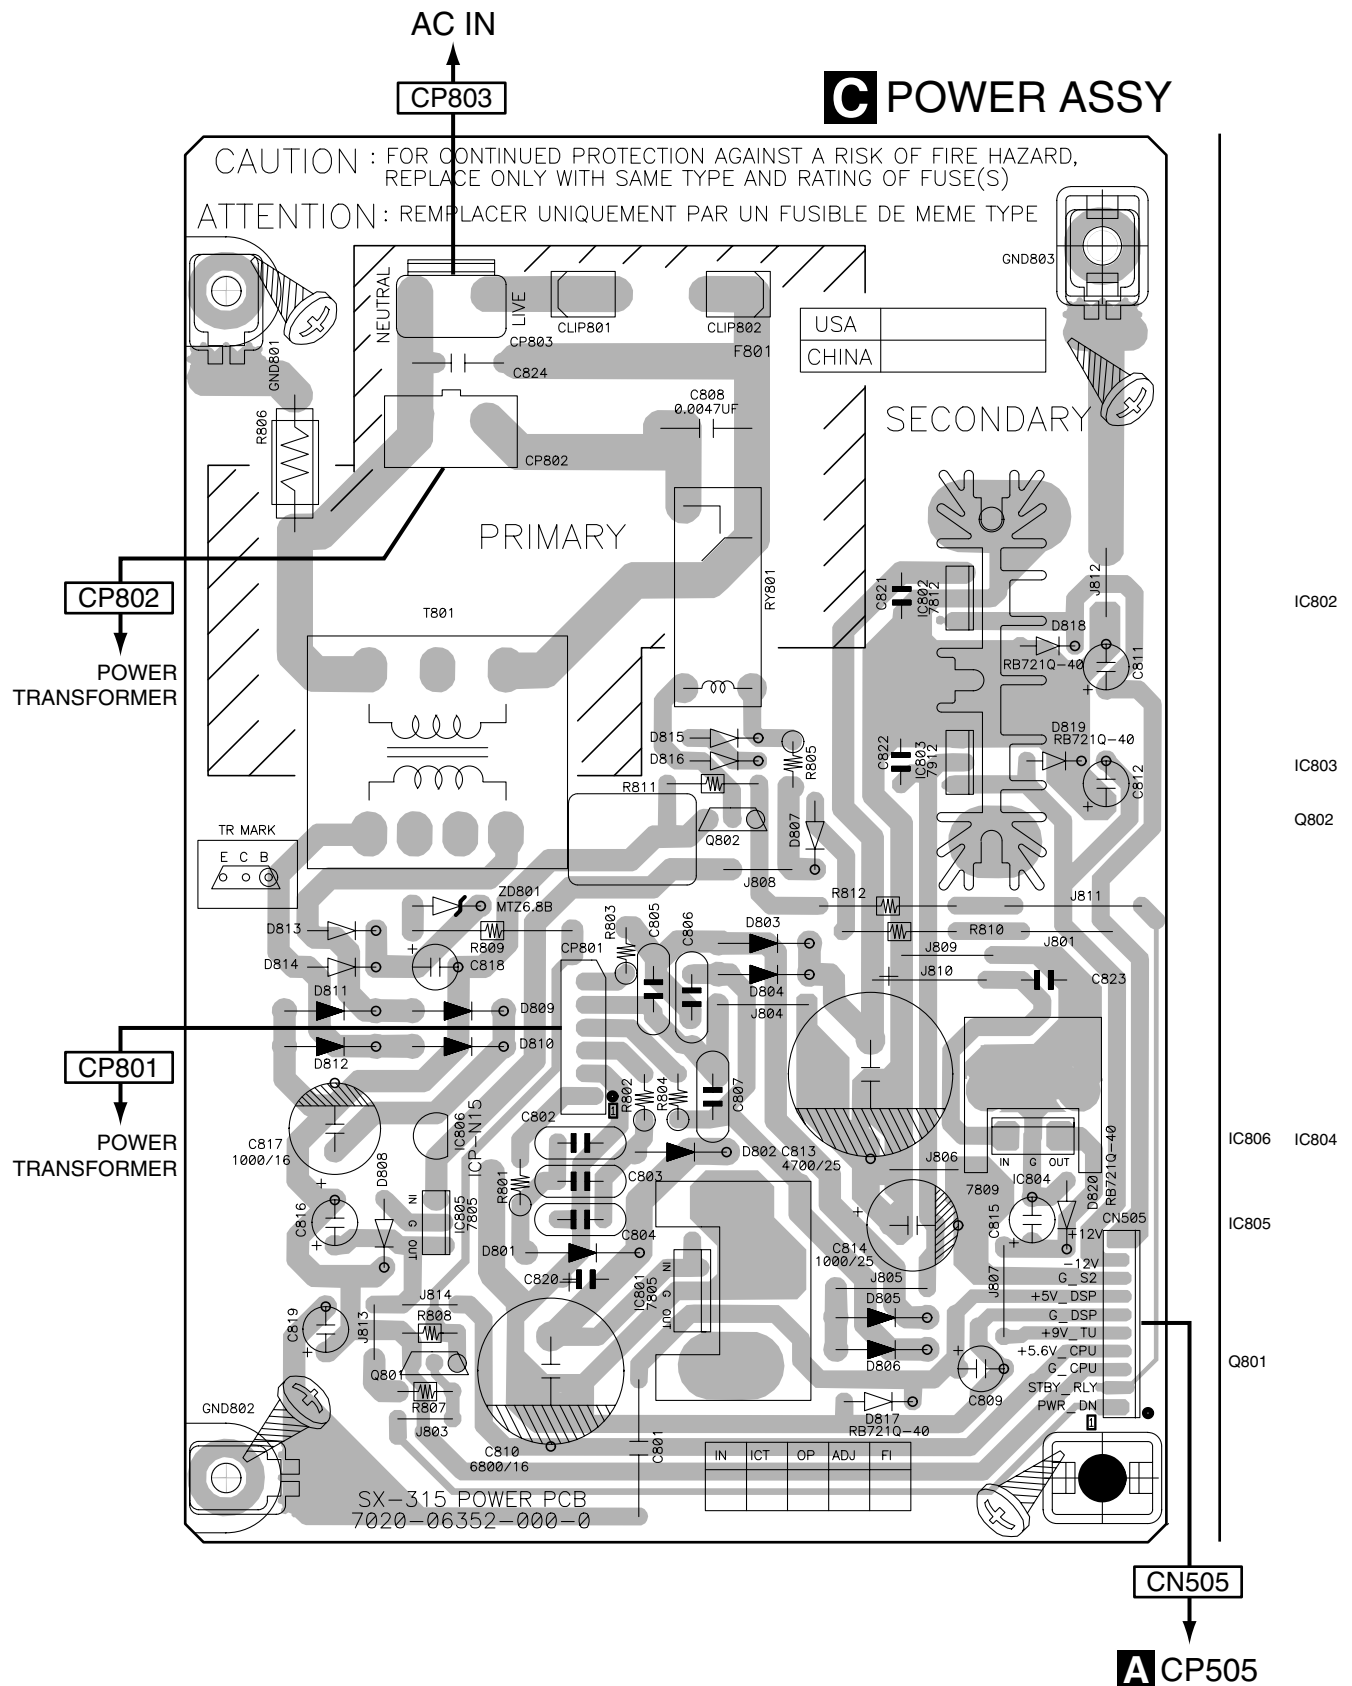 AC IN
CP803
C POWER ASSY
CAUTION : FOR CONTINUED PROTECTION AGAINST A RISK OF FIRE HAZARD,
REPLACE ONLY WITH SAME TYPE AND RATING OF FUSE(S)
ATTENTION : REMPLACER UNIQUEMENT PAR UN FUSIBLE DE MEME TYPE
GND803
NEUTRAL
LIVE
CLIP801
CLIP802
USA
CHINA
CP803
F801
GND801
C824
C808
0.0047UF
R806
SECONDARY
CP802
PRIMARY
CP802
POWER
TRANSFORMER
T801
RY801
C821
IC802
7812
J812
IC802
D818
RB721Q-40
C811
D815
D816
R805
R811
C822
IC803
7912
D819
RB721Q-40
C812
IC803
Q802
TR MARK
E C B
Q802
D807
J808
ZD801
MTZ6.8B
R812
J811
D813
R809
CP801
R803
C805
C806
D803
R810
J801
J809
D814
C818
D804
J810
C823
D811
D809
J804
D812
D810
CP801
POWER
TRANSFORMER
R802
R804
C807
C802
IC806
ICP-N15
C817
1000/16
D808
D802
C813
4700/25
J806
IN G OUT
IC804
7809
D820
RB721Q-40
IC806
IC804
R801
C803
C816
IN
G
OUT
IC805
7805
C815
CN505
IC805
C804
D801
C820
IC801
7805
IN
G
OUT
C814
1000/25
J805
J807
+12V
-12V
G_S2
+5V_DSP
G_DSP
+9V_TU
+5.6V_CPU
G_CPU
STBY_RLY
PWR_DN
1
1
J814
R808
C819
J813
D805
D806
Q801
R807
J803
C809
Q801
GND802
D817
RB721Q-40
C810
6800/16
C801
IN ICT OP ADJ FI
SX-315 POWER PCB
7020-06352-000-0
CN505
A CP505